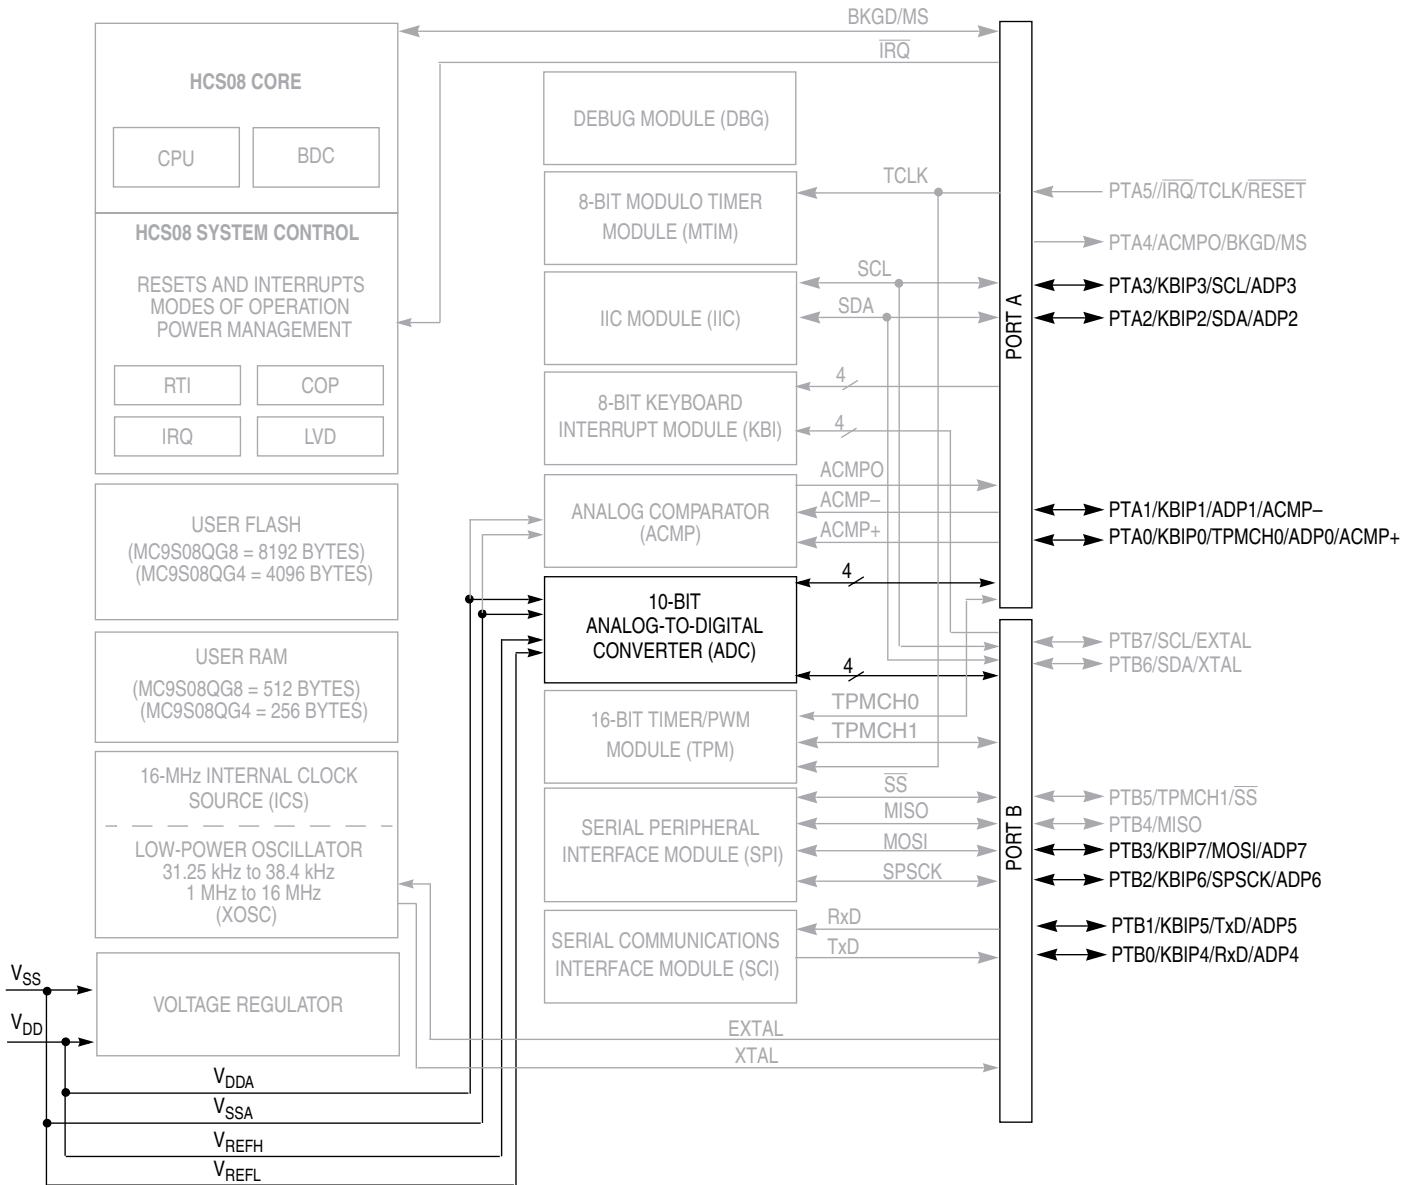 BKGD/MS
IRQ
HCS08 CORE
CPU
BDC
HCS08 SYSTEM CONTROL
RESETS AND INTERRUPTS
MODES OF OPERATION
POWER MANAGEMENT
RTI
COP
IRQ
LVD
USER FLASH
(MC9S08QG8 = 8192 BYTES)
(MC9S08QG4 = 4096 BYTES)
USER RAM
(MC9S08QG8 = 512 BYTES)
(MC9S08QG4 = 256 BYTES)
16-MHz INTERNAL CLOCK
SOURCE (ICS)
LOW-POWER OSCILLATOR
31.25 kHz to 38.4 kHz
1 MHz to 16 MHz
(XOSC)
VOLTAGE REGULATOR
VSS
VDD
VDDA
VSSA
VREFH
VREFL
DEBUG MODULE (DBG)
8-BIT MODULO TIMER
MODULE (MTIM)
TCLK
IIC MODULE (IIC)
SCL
SDA
8-BIT KEYBOARD
INTERRUPT MODULE (KBI)
4
4
ANALOG COMPARATOR
(ACMP)
ACMPO
ACMP–
ACMP+
10-BIT
ANALOG-TO-DIGITAL
CONVERTER (ADC)
4
4
16-BIT TIMER/PWM
MODULE (TPM)
TPMCH0
TPMCH1
SERIAL PERIPHERAL
INTERFACE MODULE (SPI)
SS
MISO
MOSI
SPSCK
SERIAL COMMUNICATIONS
INTERFACE MODULE (SCI)
RxD
TxD
EXTAL
XTAL
PORT A
PTA5//IRQ/TCLK/RESET
PTA4/ACMPO/BKGD/MS
PTA3/KBIP3/SCL/ADP3
PTA2/KBIP2/SDA/ADP2
PTA1/KBIP1/ADP1/ACMP–
PTA0/KBIP0/TPMCH0/ADP0/ACMP+
PORT B
PTB7/SCL/EXTAL
PTB6/SDA/XTAL
PTB5/TPMCH1/SS
PTB4/MISO
PTB3/KBIP7/MOSI/ADP7
PTB2/KBIP6/SPSCK/ADP6
PTB1/KBIP5/TxD/ADP5
PTB0/KBIP4/RxD/ADP4